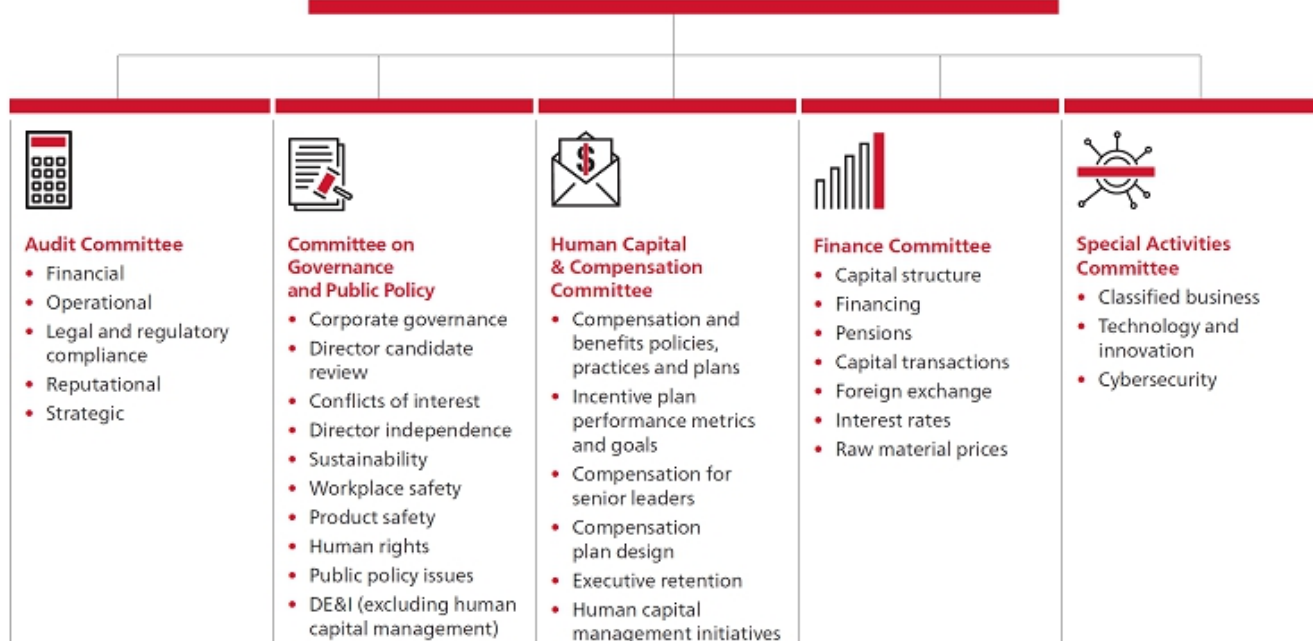 Audit Committee
• Financial
• Operational
• Legal and regulatory
compliance
• Reputational
• Strategic
Committee on
Governance
and Public Policy
• Corporate governance
• Director candidate
review
• Conflicts of interest
• Director independence
• Sustainability
• Workplace safety
• Product safety
• Human rights
• Public policy issues
• DE&I (excluding human
capital management)
$
Human Capital
& Compensation
Committee
• Compensation and
benefits policies,
practices and plans
• Incentive plan
performance metrics
and goals
• Compensation for
senior leaders
• Compensation
plan design
• Executive retention
• Human capital
management initiatives
Finance Committee
• Capital structure
• Financing
• Pensions
• Capital transactions
• Foreign exchange
• Interest rates
• Raw material prices
Special Activities
Committee
• Classified business
• Technology and
innovation
• Cybersecurity